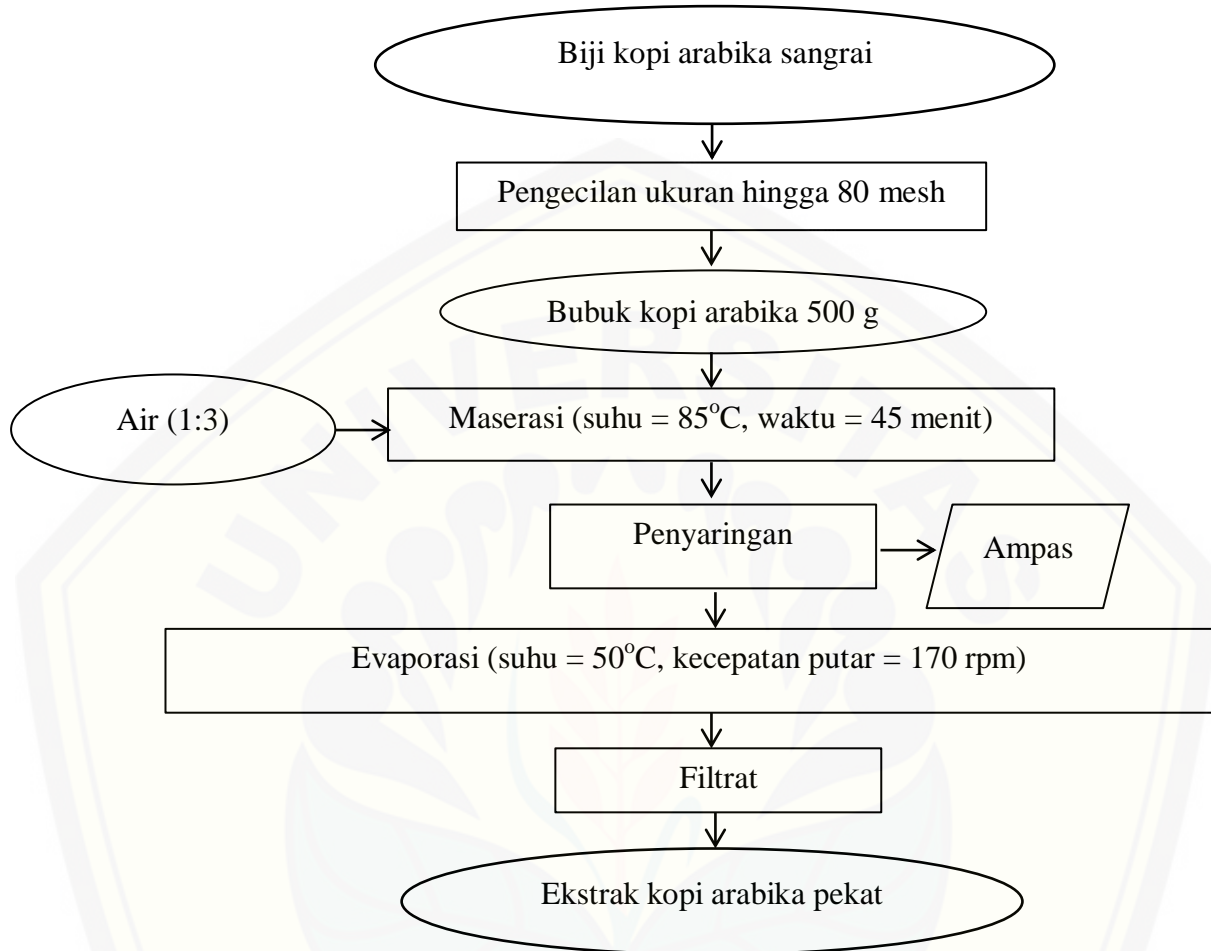 Biji kopi arabika sangrai
Pengecilan ukuran hingga 80 mesh
Bubuk kopi arabika 500 g
Air (1:3)
Maserasi (suhu = 85°C, waktu = 45 menit)
Penyaringan
Ampas
Evaporasi (suhu = 50°C, kecepatan putar = 170 rpm)
Filtrat
Ekstrak kopi arabika pekat
UNIVERSITAS